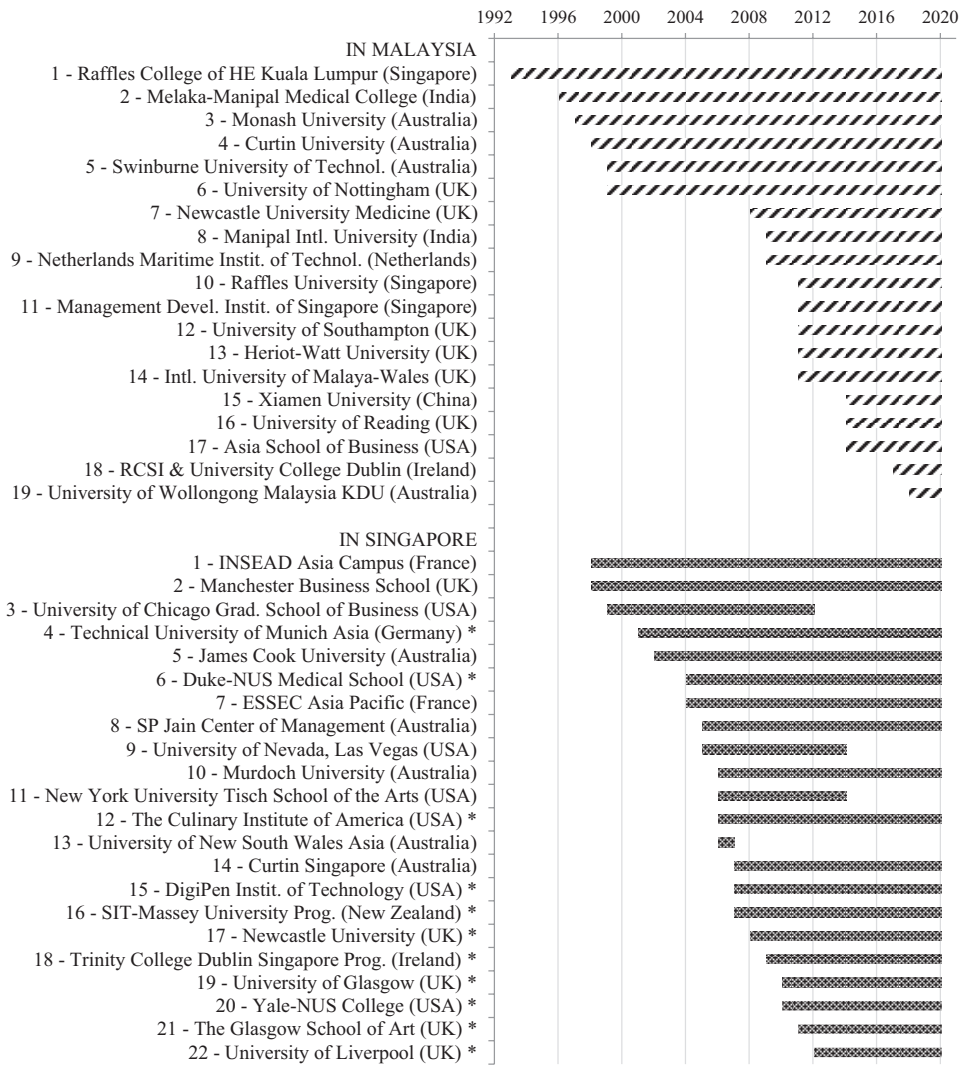 1992 1996 2000 2004 2008 2012 2016 2020
IN MALAYSIA
1 - Raffles College of HE Kuala Lumpur (Singapore)
2 - Melaka-Manipal Medical College (India)
3 - Monash University (Australia)
4 - Curtin University (Australia)
5 - Swinburne University of Technol. (Australia)
6 - University of Nottingham (UK)
7 - Newcastle University Medicine (UK)
8 - Manipal Intl. University (India)
9 - Netherlands Maritime Instit. of Technol. (Netherlands)
10 - Raffles University (Singapore)
11 - Management Devel. Instit. of Singapore (Singapore)
12 - University of Southampton (UK)
13 - Heriot-Watt University (UK)
14 - Intl. University of Malaya-Wales (UK)
15 - Xiamen University (China)
16 - University of Reading (UK)
17 - Asia School of Business (USA)
18 - RCSI & University College Dublin (Ireland)
19 - University of Wollongong Malaysia KDU (Australia)
IN SINGAPORE
1 - INSEAD Asia Campus (France)
2 - Manchester Business School (UK)
3 - University of Chicago Grad. School of Business (USA)
4 - Technical University of Munich Asia (Germany) *
5 - James Cook University (Australia)
6 - Duke-NUS Medical School (USA) *
7 - ESSEC Asia Pacific (France)
8 - SP Jain Center of Management (Australia)
9 - University of Nevada, Las Vegas (USA)
10 - Murdoch University (Australia)
11 - New York University Tisch School of the Arts (USA)
12 - The Culinary Institute of America (USA) *
13 - University of New South Wales Asia (Australia)
14 - Curtin Singapore (Australia)
15 - DigiPen Instit. of Technology (USA) *
16 - SIT-Massey University Prog. (New Zealand) *
17 - Newcastle University (UK) *
18 - Trinity College Dublin Singapore Prog. (Ireland) *
19 - University of Glasgow (UK) *
20 - Yale-NUS College (USA) *
21 - The Glasgow School of Art (UK) *
22 - University of Liverpool (UK) *